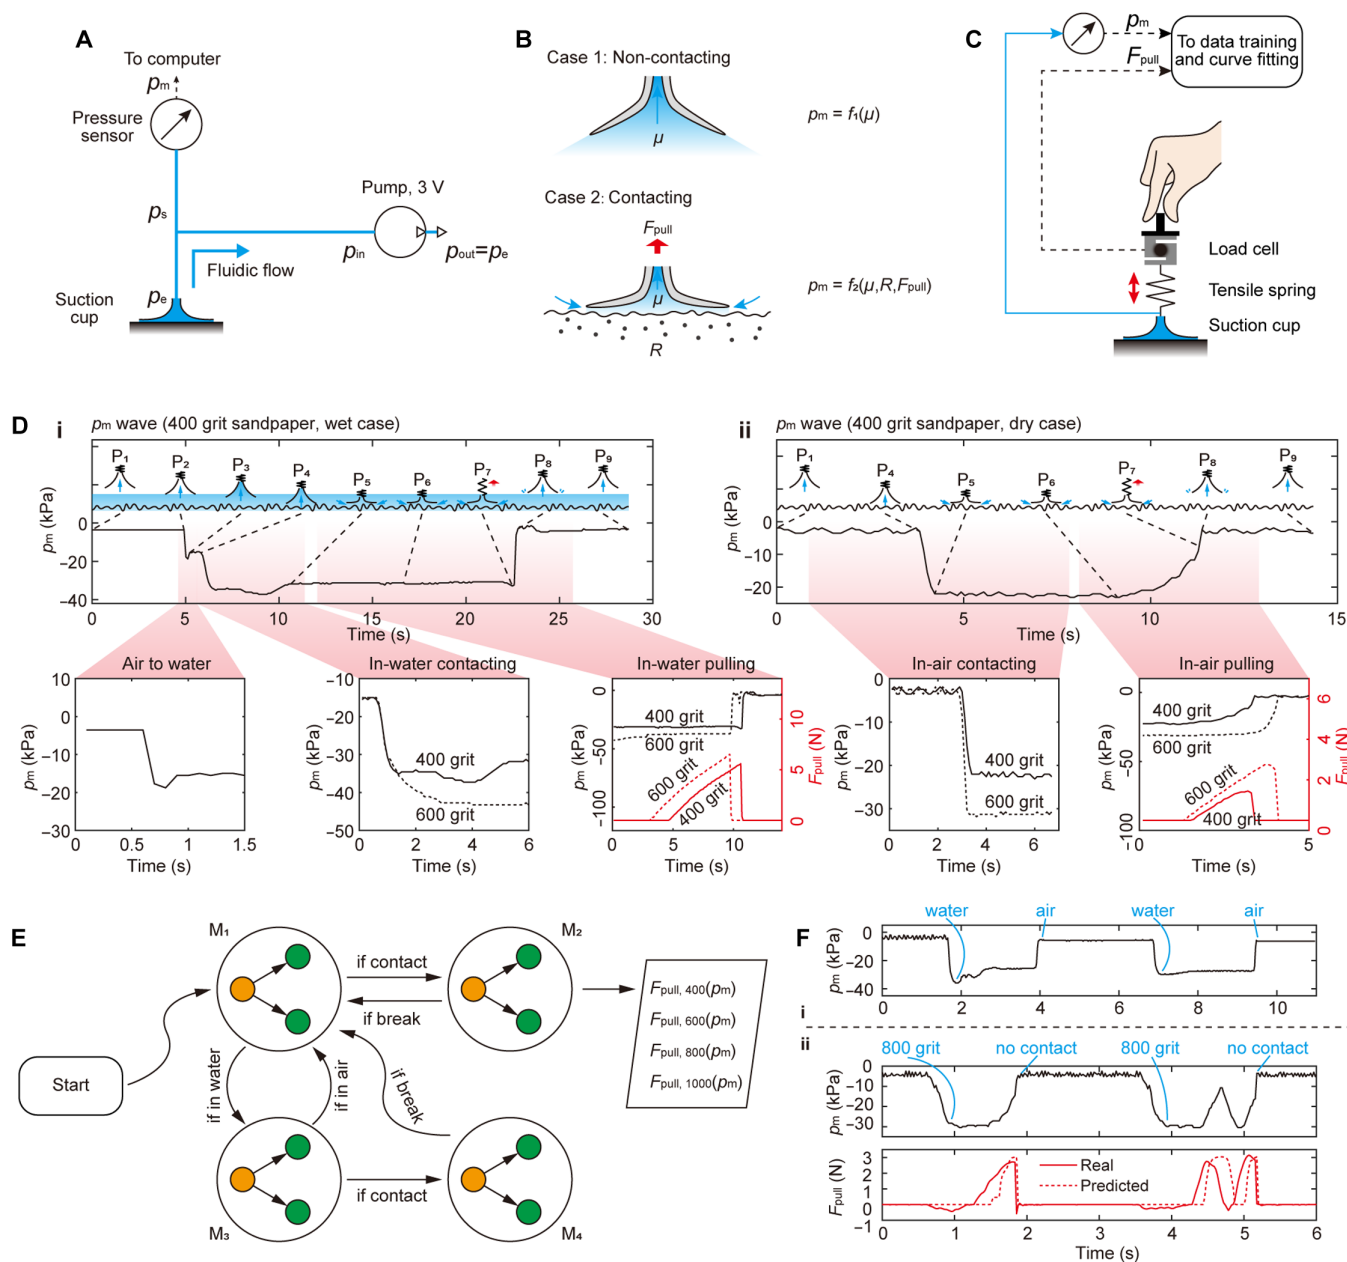 A
To computer
pm
Pressure
sensor
ps
Pump, 3 V
pin
pout=pe
Fluidic flow
pe
Suction
cup
B
Case 1: Non-contacting
μ
pm = f1(μ)
Case 2: Contacting
Fpull
μ
pm = f2(μ,R,Fpull)
R
C
pm
Fpull
To data training
and curve fitting
Load cell
Tensile spring
Suction cup
D
i
pm wave (400 grit sandpaper, wet case)
P1 P2 P3 P4 P5 P6 P7 P8 P9
pm (kPa)
0
−20
−40
0 5 10 15 20 25 30
Time (s)
ii
pm wave (400 grit sandpaper, dry case)
P1 P4 P5 P6 P7 P8 P9
pm (kPa)
0
−10
−20
0 5 10 15
Time (s)
Air to water
pm (kPa)
10
0
−10
−20
−30
0 0.5 1.0 1.5
Time (s)
In-water contacting
pm (kPa)
−10
−20
−30
−40
−50
400 grit
600 grit
0 2 4 6
Time (s)
In-water pulling
pm (kPa)
0
−50
−100
400 grit
600 grit
600 grit
400 grit
10
5
0
Fpull (N)
0 5 10
Time (s)
In-air contacting
pm (kPa)
0
−10
−20
−30
400 grit
600 grit
0 2 4 6
Time (s)
In-air pulling
pm (kPa)
0
−50
−100
400 grit
600 grit
600 grit
400 grit
6
4
2
0
Fpull (N)
0 5
Time (s)
E
Start
M1
M2
if contact
if break
if in water
if in air
if break
M3
if contact
M4
Fpull, 400(pm)
Fpull, 600(pm)
Fpull, 800(pm)
Fpull, 1000(pm)
F
water air water air
pm (kPa)
0
−20
−40
0 2 4 6 8 10
i
ii
800 grit no contact 800 grit no contact
pm (kPa)
0
−10
−20
−30
Fpull (N)
3
2
1
0
−1
Real
Predicted
0 1 2 3 4 5 6
Time (s)